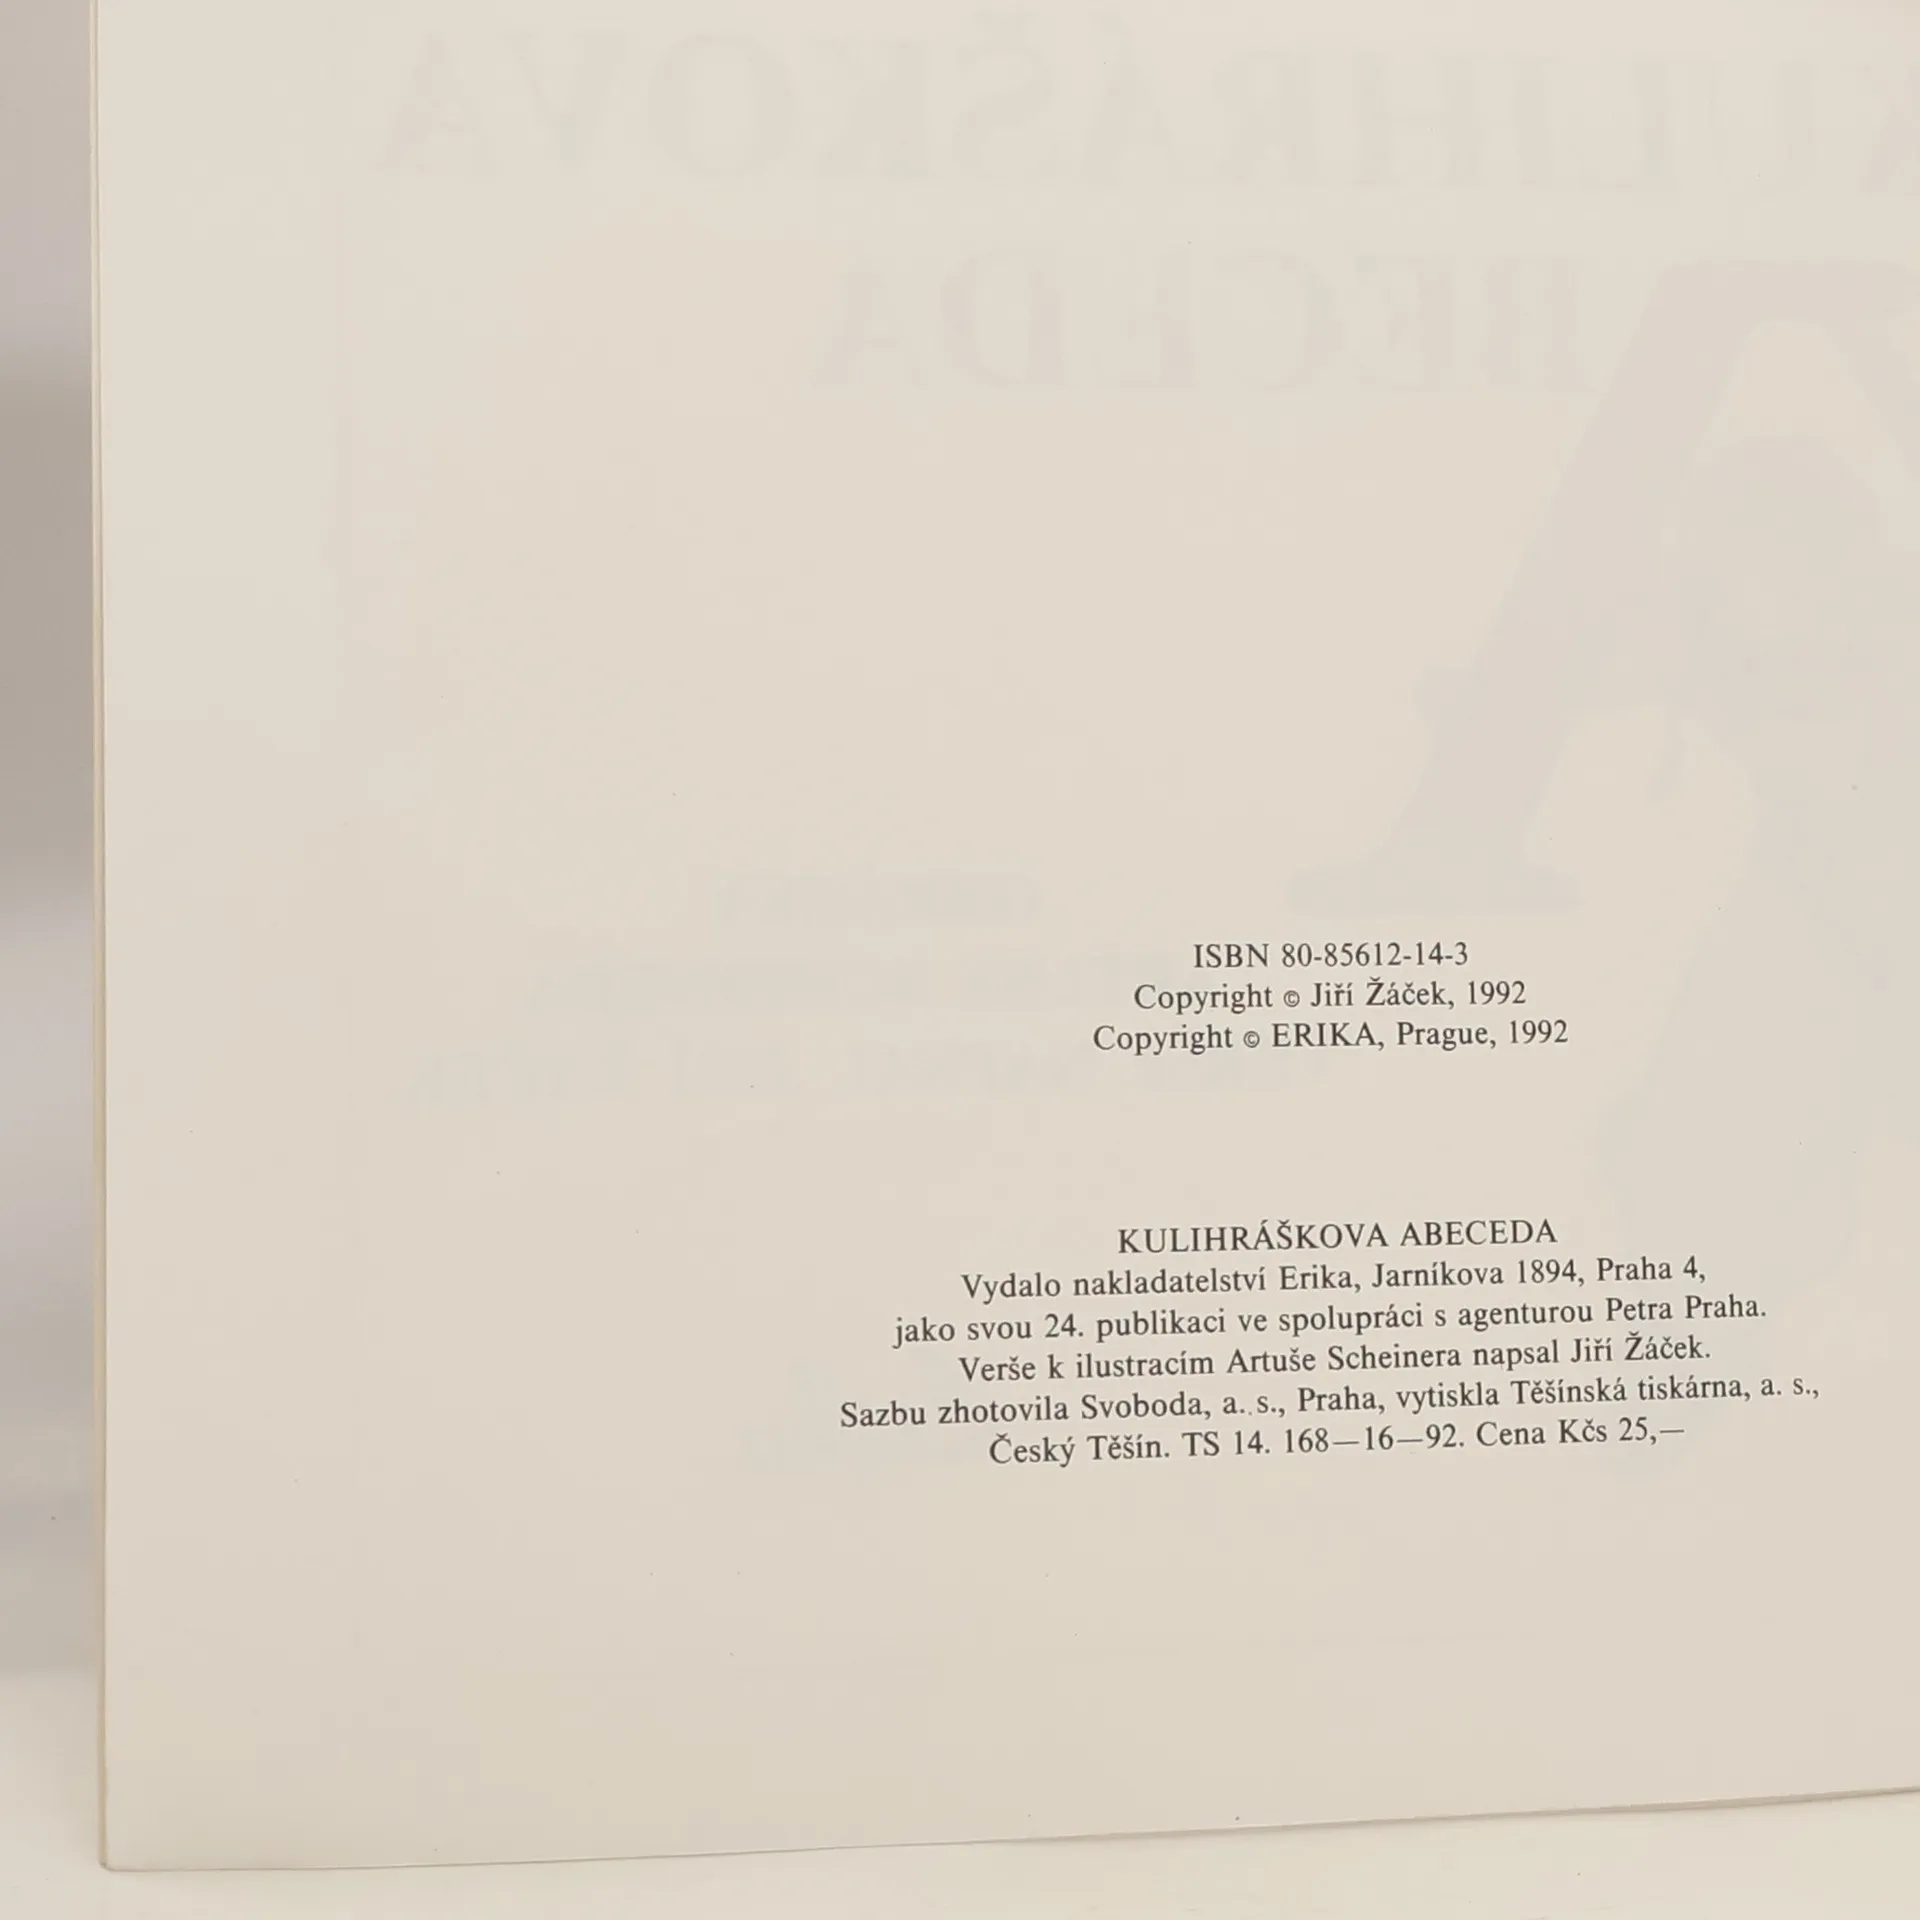 ISBN 80-85612-14-3
Copyright © Jiří Žáček, 1992
Copyright © ERIKA, Prague, 1992
KULIHRÁŠKOVA ABECEDA
Vydalo nakladatelství Erika, Jarníkova 1894, Praha 4,
jako svou 24. publikaci ve spolupráci s agenturou Petra Praha.
Verše k ilustracím Artuše Scheinera napsal Jiří Žáček.
Sazbu zhotovila Svoboda, a. s., Praha, vytiskla Těšínská tiskárna, a. s.,
Český Těšín. TS 14. 168—16—92. Cena Kčs 25,—